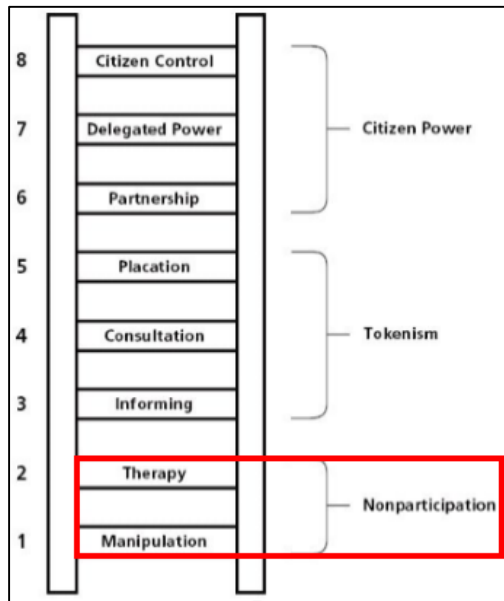 8 Citizen Control
7 Delegated Power Citizen Power
6 Partnership
5 Placation
4 Consultation Tokenism
3 Informing
2 Therapy
Nonparticipation
1 Manipulation